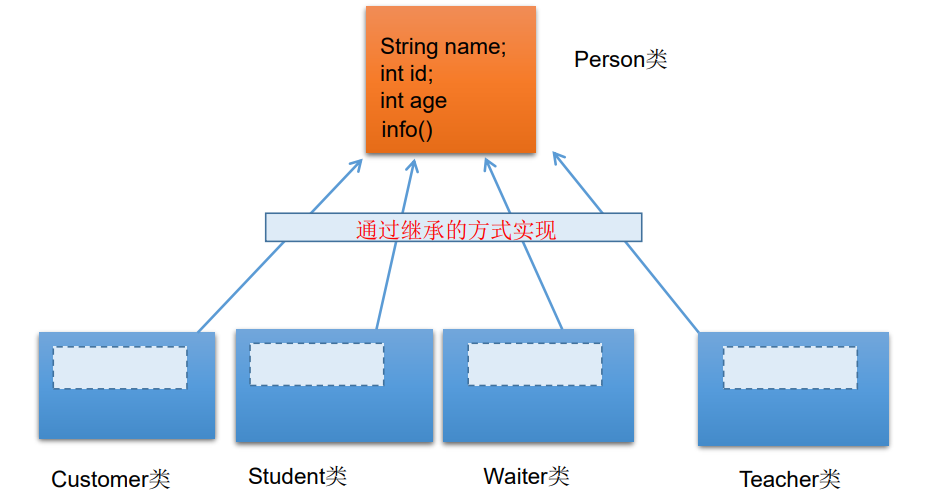 String name;
int id;
int age
info()
Person类
通过继承的方式实现
Customer类
Student类
Waiter类
Teacher类